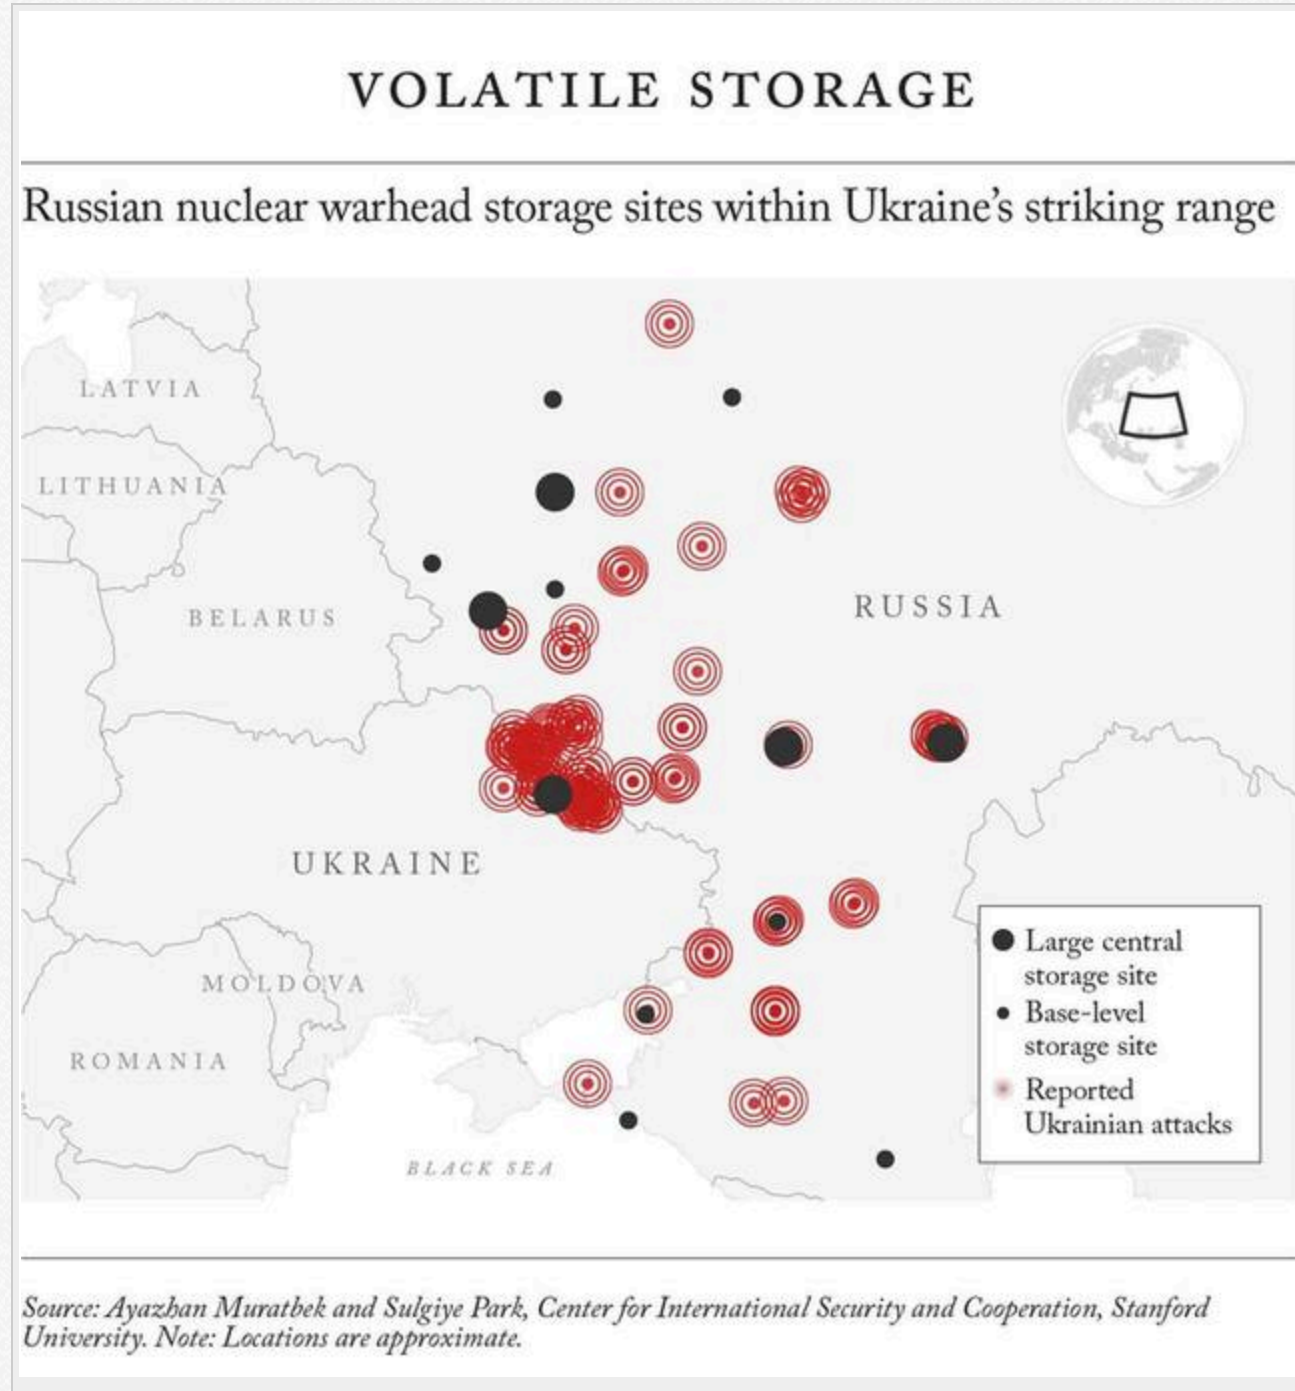 VOLATILE STORAGE
Russian nuclear warhead storage sites within Ukraine's striking range
LATVIA
LITHUANIA
BELARUS
RUSSIA
UKRAINE
MOLDOVA
ROMANIA
BLACK SEA
Large central
storage site
Base-level
storage site
Reported
Ukrainian attacks
Source: Ayazhan Muratbek and Sulgiye Park, Center for International Security and Cooperation, Stanford
University. Note: Locations are approximate.